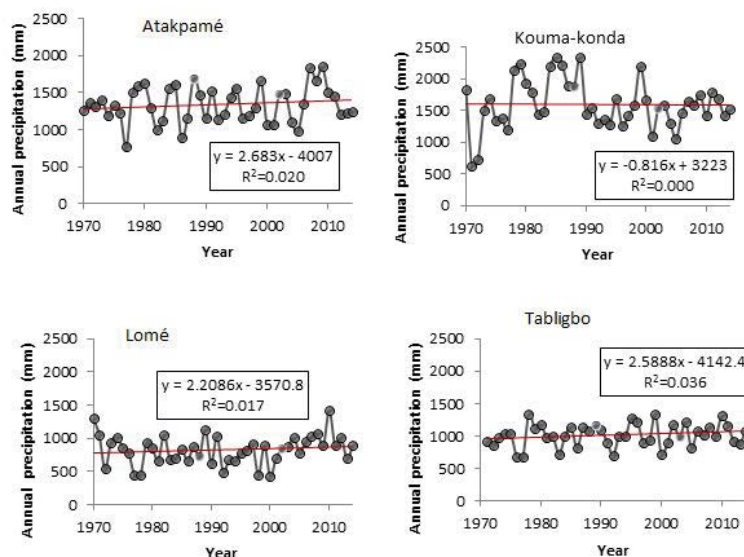 Atakpamé
Annual precipitation (mm)
2500
2000
1500
1000
500
0
y = 2.683x - 4007
R²=0.020
1970 1980 1990 2000 2010
Year
Kouma-konda
Annual precipitation (mm)
2500
2000
1500
1000
500
0
y = -0.816x + 3223
R²=0.000
1970 1980 1990 2000 2010
Year
Lomé
Annual precipitation (mm)
2500
2000
1500
1000
500
0
y = 2.2086x - 3570.8
R²=0.017
1970 1980 1990 2000 2010
Year
Tabligbo
Annual precipitation (mm)
2500
2000
1500
1000
500
0
y = 2.5888x - 4142.4
R²=0.036
1970 1980 1990 2000 2010
Year